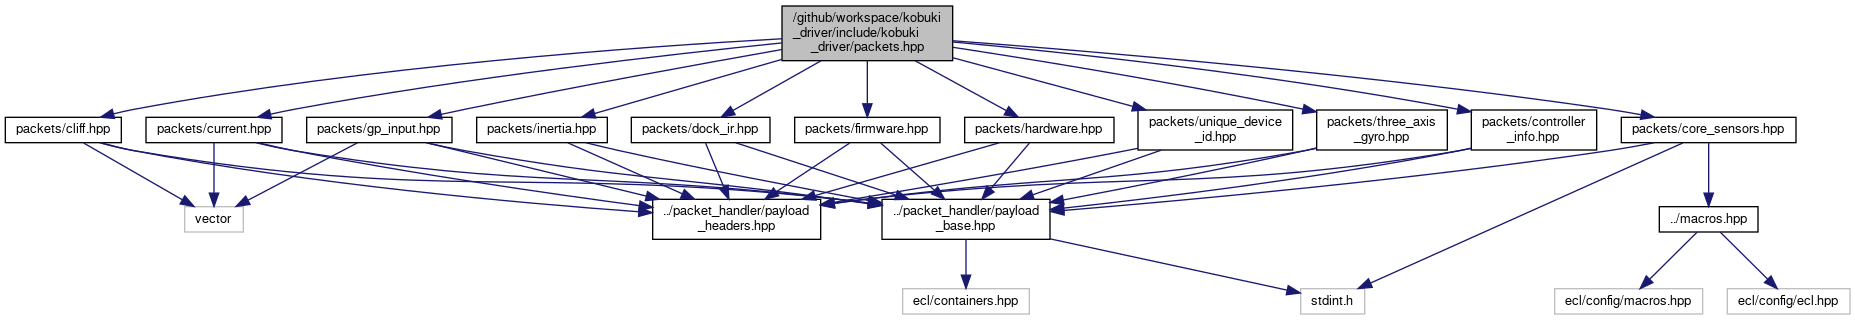 /github/workspace/kobuki
_driver/include/kobuki
_driver/packets.hpp
packets/cliff.hpp
packets/current.hpp
packets/gp_input.hpp
packets/inertia.hpp
packets/dock_ir.hpp
packets/firmware.hpp
packets/hardware.hpp
packets/unique_device
_id.hpp
packets/three_axis
_gyro.hpp
packets/controller
_info.hpp
packets/core_sensors.hpp
vector
../packet_handler/payload
_headers.hpp
../packet_handler/payload
_base.hpp
../macros.hpp
ecl/containers.hpp
stdint.h
ecl/config/macros.hpp
ecl/config/ecl.hpp